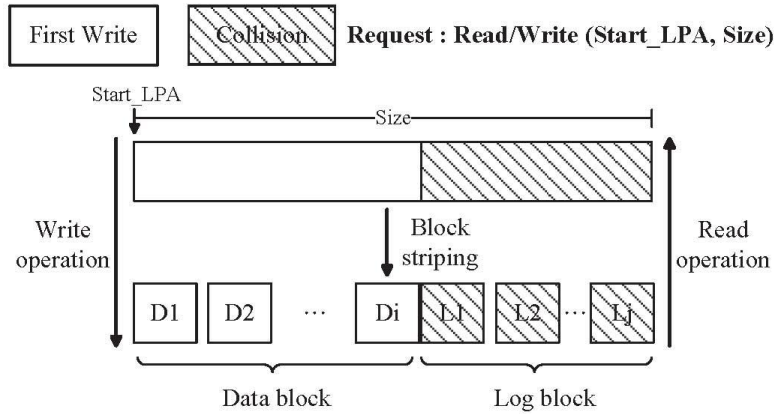 First Write
Collision
Request : Read/Write (Start_LPA, Size)
Start_LPA
Size
Write
operation
Block
striping
Read
operation
D1 D2 ... Di L1 L2 ... Lj
Data block
Log block